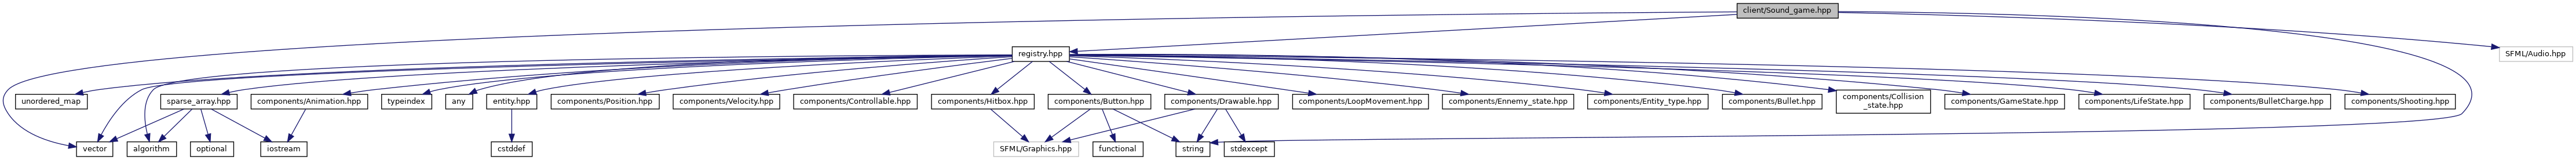 client/Sound_game.hpp
registry.hpp
SFML/Audio.hpp
unordered_map
sparse_array.hpp
components/Animation.hpp
typeindex
any
entity.hpp
components/Position.hpp
components/Velocity.hpp
components/Controllable.hpp
components/Hitbox.hpp
components/Button.hpp
components/Drawable.hpp
components/LoopMovement.hpp
components/Ennemy_state.hpp
components/Entity_type.hpp
components/Bullet.hpp
components/Collision
_state.hpp
components/GameState.hpp
components/LifeState.hpp
components/BulletCharge.hpp
components/Shooting.hpp
vector
algorithm
optional
iostream
cstddef
SFML/Graphics.hpp
functional
string
stdexcept